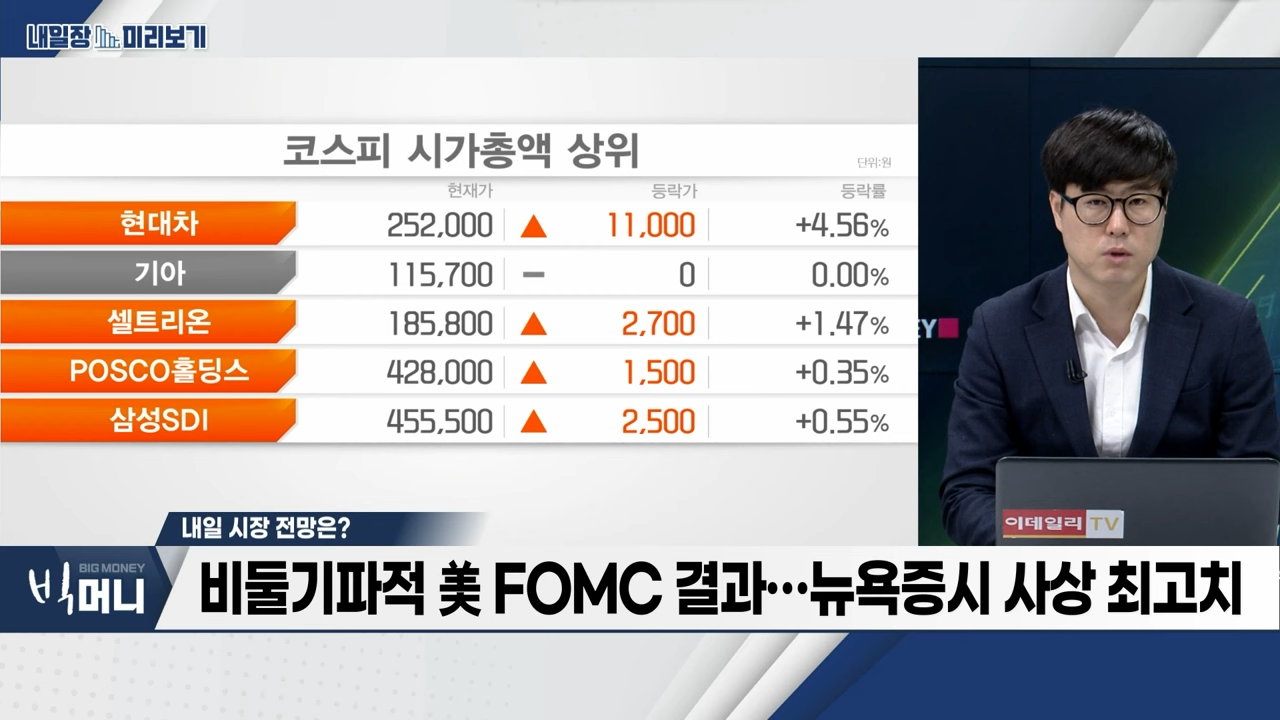 내일장 미리보기
코스피 시가총액 상위
단위:원
현재가 등락가 등락률
현대차 252,000 ▲ 11,000 +4.56%
기아 115,700 - 0 0.00%
셀트리온 185,800 ▲ 2,700 +1.47%
POSCO홀딩스 428,000 ▲ 1,500 +0.35%
삼성SDI 455,500 ▲ 2,500 +0.55%
EY
이데일리 TV
내일 시장 전망은?
BIG MONEY
빅머니
비둘기파적 美 FOMC 결과…뉴욕증시 사상 최고치